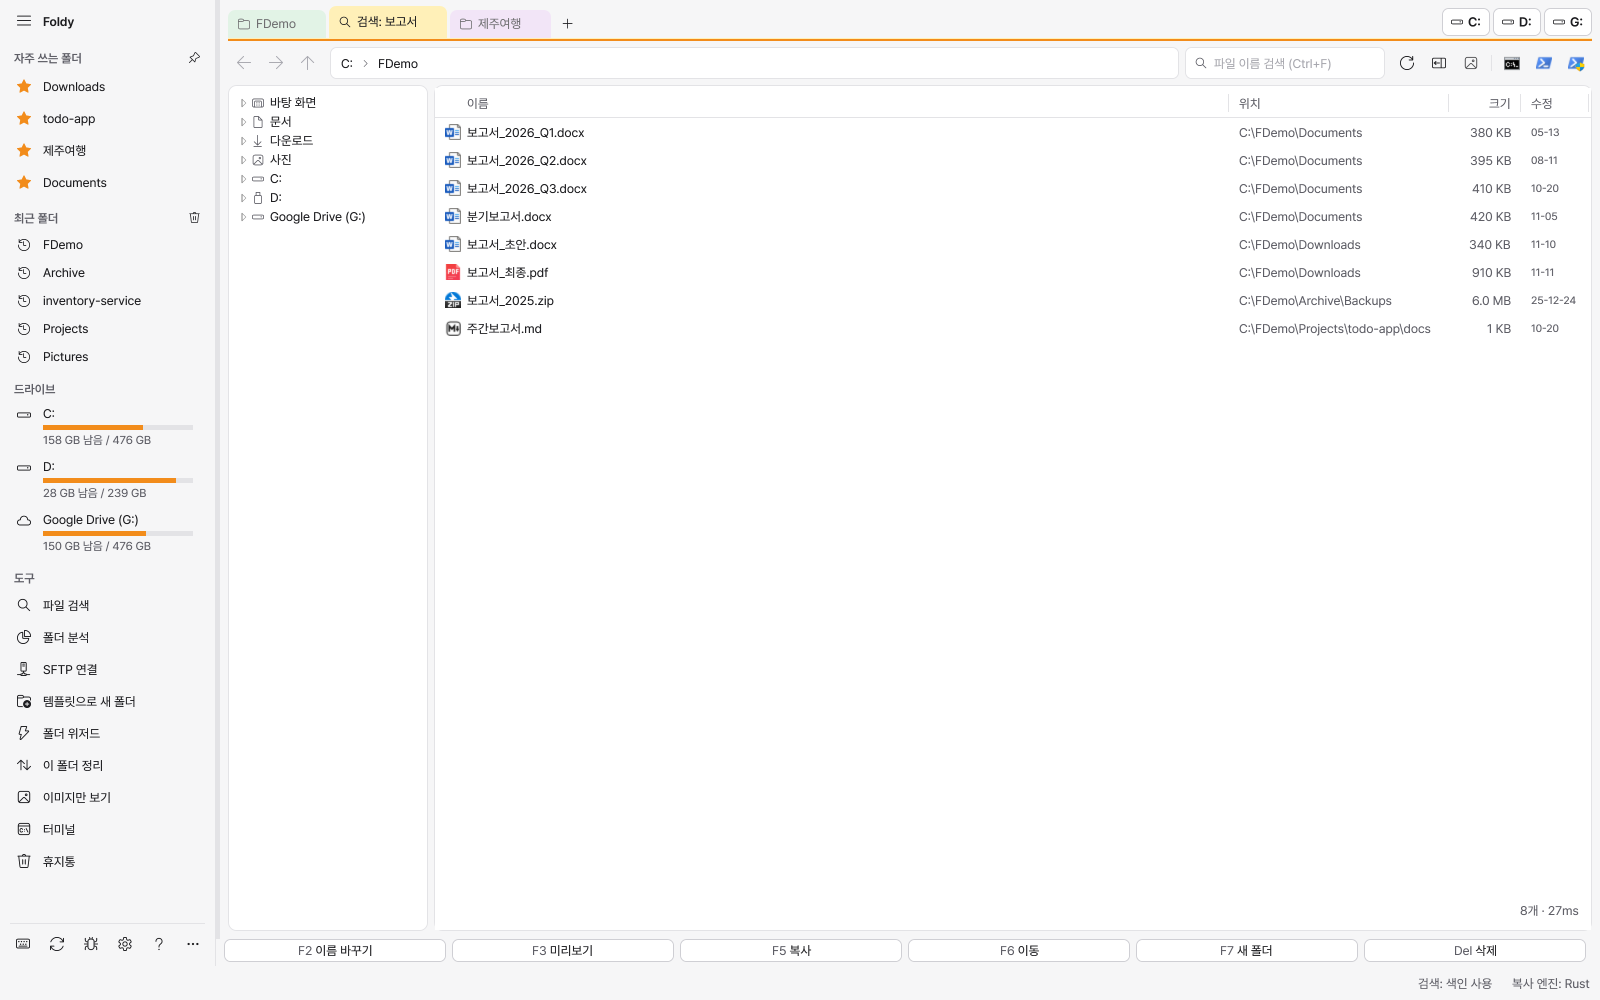 Foldy
자주 쓰는 폴더
Downloads
todo-app
제주여행
Documents
최근 폴더
FDemo
Archive
inventory-service
Projects
Pictures
드라이브
C:
158 GB 남음 / 476 GB
D:
28 GB 남음 / 239 GB
Google Drive (G:)
150 GB 남음 / 476 GB
도구
파일 검색
폴더 분석
SFTP 연결
템플릿으로 새 폴더
폴더 위저드
이 폴더 정리
이미지만 보기
터미널
휴지통
FDemo 검색: 보고서 제주여행 C: D: G:
C: FDemo 파일 이름 검색 (Ctrl+F)
바탕 화면
문서
다운로드
사진
C:
D:
Google Drive (G:)
이름 위치 크기 수정
보고서_2026_Q1.docx C:\FDemo\Documents 380 KB 05-13
보고서_2026_Q2.docx C:\FDemo\Documents 395 KB 08-11
보고서_2026_Q3.docx C:\FDemo\Documents 410 KB 10-20
분기보고서.docx C:\FDemo\Documents 420 KB 11-05
보고서_초안.docx C:\FDemo\Downloads 340 KB 11-10
보고서_최종.pdf C:\FDemo\Downloads 910 KB 11-11
보고서_2025.zip C:\FDemo\Archive\Backups 6.0 MB 25-12-24
주간보고서.md C:\FDemo\Projects\todo-app\docs 1 KB 10-20
8개 · 27ms
F2 이름 바꾸기 F3 미리보기 F5 복사 F6 이동 F7 새 폴더 Del 삭제
검색: 색인 사용 복사 엔진: Rust